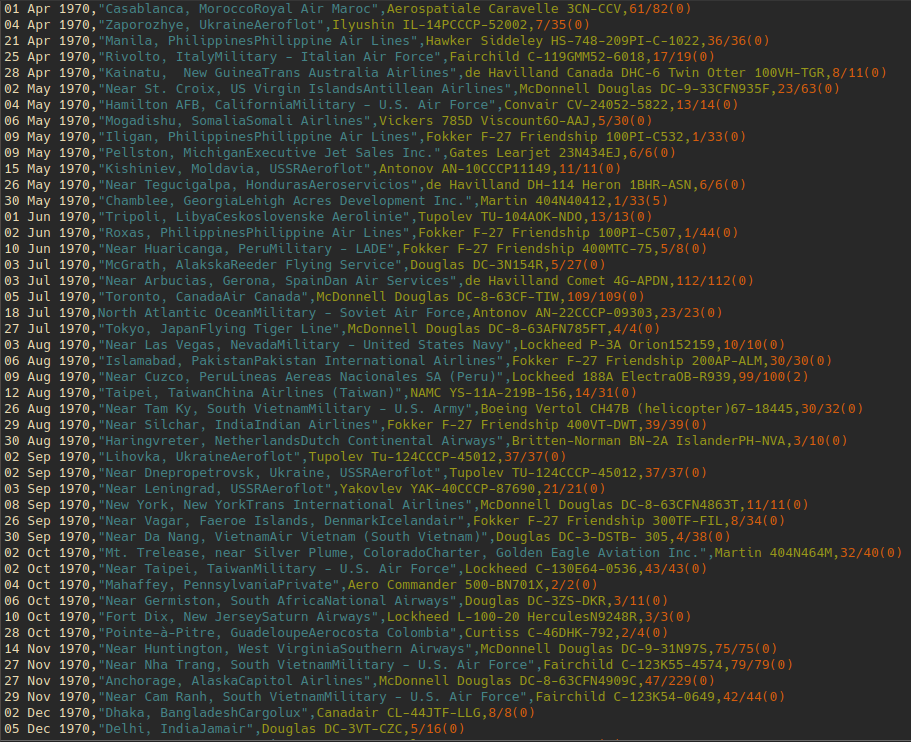 01 Apr 1970,"Casablanca, MoroccoRoyal Air Maroc",Aerospatiale Caravelle 3CN-CCV,61/82(0)
04 Apr 1970,"Zaporozhye, UkraineAeroflot",Ilyushin IL-14PCCCP-52002,7/35(0)
21 Apr 1970,"Manila, PhilippinesPhilippine Air Lines",Hawker Siddeley HS-748-209PI-C-1022,36/36(0)
25 Apr 1970,"Rivolto, ItalyMilitary - Italian Air Force",Fairchild C-119GMM52-6018,17/19(0)
28 Apr 1970,"Kainatu,  New GuineaTrans Australia Airlines",de Havilland Canada DHC-6 Twin Otter 100VH-TGR,8/11(0)
02 May 1970,"Near St. Croix, US Virgin IslandsAntillean Airlines",McDonnell Douglas DC-9-33CFN935F,23/63(0)
04 May 1970,"Hamilton AFB, CaliforniaMilitary - U.S. Air Force",Convair CV-24052-5822,13/14(0)
06 May 1970,"Mogadishu, SomaliaSomali Airlines",Vickers 785D Viscount6O-AAJ,5/30(0)
09 May 1970,"Iligan, PhilippinesPhilippine Air Lines",Fokker F-27 Friendship 100PI-C532,1/33(0)
09 May 1970,"Pellston, MichiganExecutive Jet Sales Inc.",Gates Learjet 23N434EJ,6/6(0)
15 May 1970,"Kishiniev, Moldavia, USSRAeroflot",Antonov AN-10CCCP11149,11/11(0)
26 May 1970,"Near Tegucigalpa, HondurasAeroservicios",de Havilland DH-114 Heron 1BHR-ASN,6/6(0)
30 May 1970,"Chamblee, GeorgiaLehigh Acres Development Inc.",Martin 404N40412,1/33(5)
01 Jun 1970,"Tripoli, LibyaCeskoslovenske Aerolinie",Tupolev TU-104AOK-NDO,13/13(0)
02 Jun 1970,"Roxas, PhilippinesPhilippine Air Lines",Fokker F-27 Friendship 100PI-C507,1/44(0)
10 Jun 1970,"Near Huaricanga, PeruMilitary - LADE",Fokker F-27 Friendship 400MTC-75,5/8(0)
03 Jul 1970,"McGrath, AlakskaReeder Flying Service",Douglas DC-3N154R,5/27(0)
03 Jul 1970,"Near Arbucias, Gerona, SpainDan Air Services",de Havilland Comet 4G-APDN,112/112(0)
05 Jul 1970,"Toronto, CanadaAir Canada",McDonnell Douglas DC-8-63CF-TIW,109/109(0)
18 Jul 1970,North Atlantic OceanMilitary - Soviet Air Force,Antonov AN-22CCCP-09303,23/23(0)
27 Jul 1970,"Tokyo, JapanFlying Tiger Line",McDonnell Douglas DC-8-63AFN785FT,4/4(0)
03 Aug 1970,"Near Las Vegas, NevadaMilitary - United States Navy",Lockheed P-3A Orion152159,10/10(0)
06 Aug 1970,"Islamabad, PakistanPakistan International Airlines",Fokker F-27 Friendship 200AP-ALM,30/30(0)
09 Aug 1970,"Near Cuzco, PeruLineas Aereas Nacionales SA (Peru)",Lockheed 188A ElectraOB-R939,99/100(2)
12 Aug 1970,"Taipei, TaiwanChina Airlines (Taiwan)",NAMC YS-11A-219B-156,14/31(0)
26 Aug 1970,"Near Tam Ky, South VietnamMilitary - U.S. Army",Boeing Vertol CH47B (helicopter)67-18445,30/32(0)
29 Aug 1970,"Near Silchar, IndiaIndian Airlines",Fokker F-27 Friendship 400VT-DWT,39/39(0)
30 Aug 1970,"Haringvreter, NetherlandsDutch Continental Airways",Britten-Norman BN-2A IslanderPH-NVA,3/10(0)
02 Sep 1970,"Lihovka, UkraineAeroflot",Tupolev Tu-124CCCP-45012,37/37(0)
02 Sep 1970,"Near Dnepropetrovsk, Ukraine, USSRAeroflot",Tupolev TU-124CCCP-45012,37/37(0)
03 Sep 1970,"Near Leningrad, USSRAeroflot",Yakovlev YAK-40CCCP-87690,21/21(0)
08 Sep 1970,"New York, New YorkTrans International Airlines",McDonnell Douglas DC-8-63CFN4863T,11/11(0)
26 Sep 1970,"Near Vagar, Faeroe Islands, DenmarkIcelandair",Fokker F-27 Friendship 300TF-FIL,8/34(0)
30 Sep 1970,"Near Da Nang, VietnamAir Vietnam (South Vietnam)",Douglas DC-3-DSTB- 305,4/38(0)
02 Oct 1970,"Mt. Trelease, near Silver Plume, ColoradoCharter, Golden Eagle Aviation Inc.",Martin 404N464M,32/40(0)
02 Oct 1970,"Near Taipei, TaiwanMilitary - U.S. Air Force",Lockheed C-130E64-0536,43/43(0)
04 Oct 1970,"Mahaffey, PennsylvaniaPrivate",Aero Commander 500-BN701X,2/2(0)
06 Oct 1970,"Near Germiston, South AfricaNational Airways",Douglas DC-3ZS-DKR,3/11(0)
10 Oct 1970,"Fort Dix, New JerseySaturn Airways",Lockheed L-100-20 HerculesN9248R,3/3(0)
28 Oct 1970,"Pointe-à-Pitre, GuadeloupeAerocosta Colombia",Curtiss C-46DHK-792,2/4(0)
14 Nov 1970,"Near Huntington, West VirginiaSouthern Airways",McDonnell Douglas DC-9-31N97S,75/75(0)
27 Nov 1970,"Near Nha Trang, South VietnamMilitary - U.S. Air Force",Fairchild C-123K55-4574,79/79(0)
27 Nov 1970,"Anchorage, AlaskaCapitol Airlines",McDonnell Douglas DC-8-63CFN4909C,47/229(0)
29 Nov 1970,"Near Cam Ranh, South VietnamMilitary - U.S. Air Force",Fairchild C-123K54-0649,42/44(0)
02 Dec 1970,"Dhaka, BangladeshCargolux",Canadair CL-44JTF-LLG,8/8(0)
05 Dec 1970,"Delhi, IndiaJamair",Douglas DC-3VT-CZC,5/16(0)